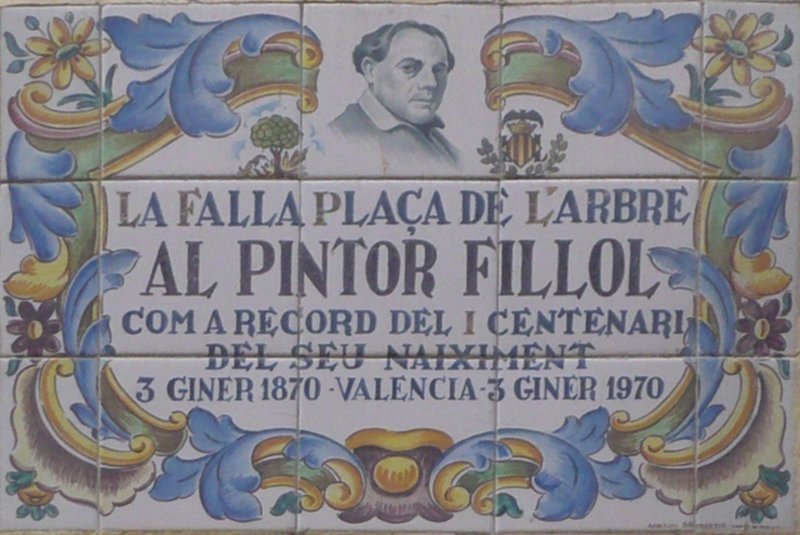 LA FALLA PLAÇA DE L'ARBRE
AL PINTOR FILLOL
COM A RECORD DEL I CENTENARI
DEL SEU NAIXIMENT
3 GINER 1870 - VALENCIA - 3 GINER 1970